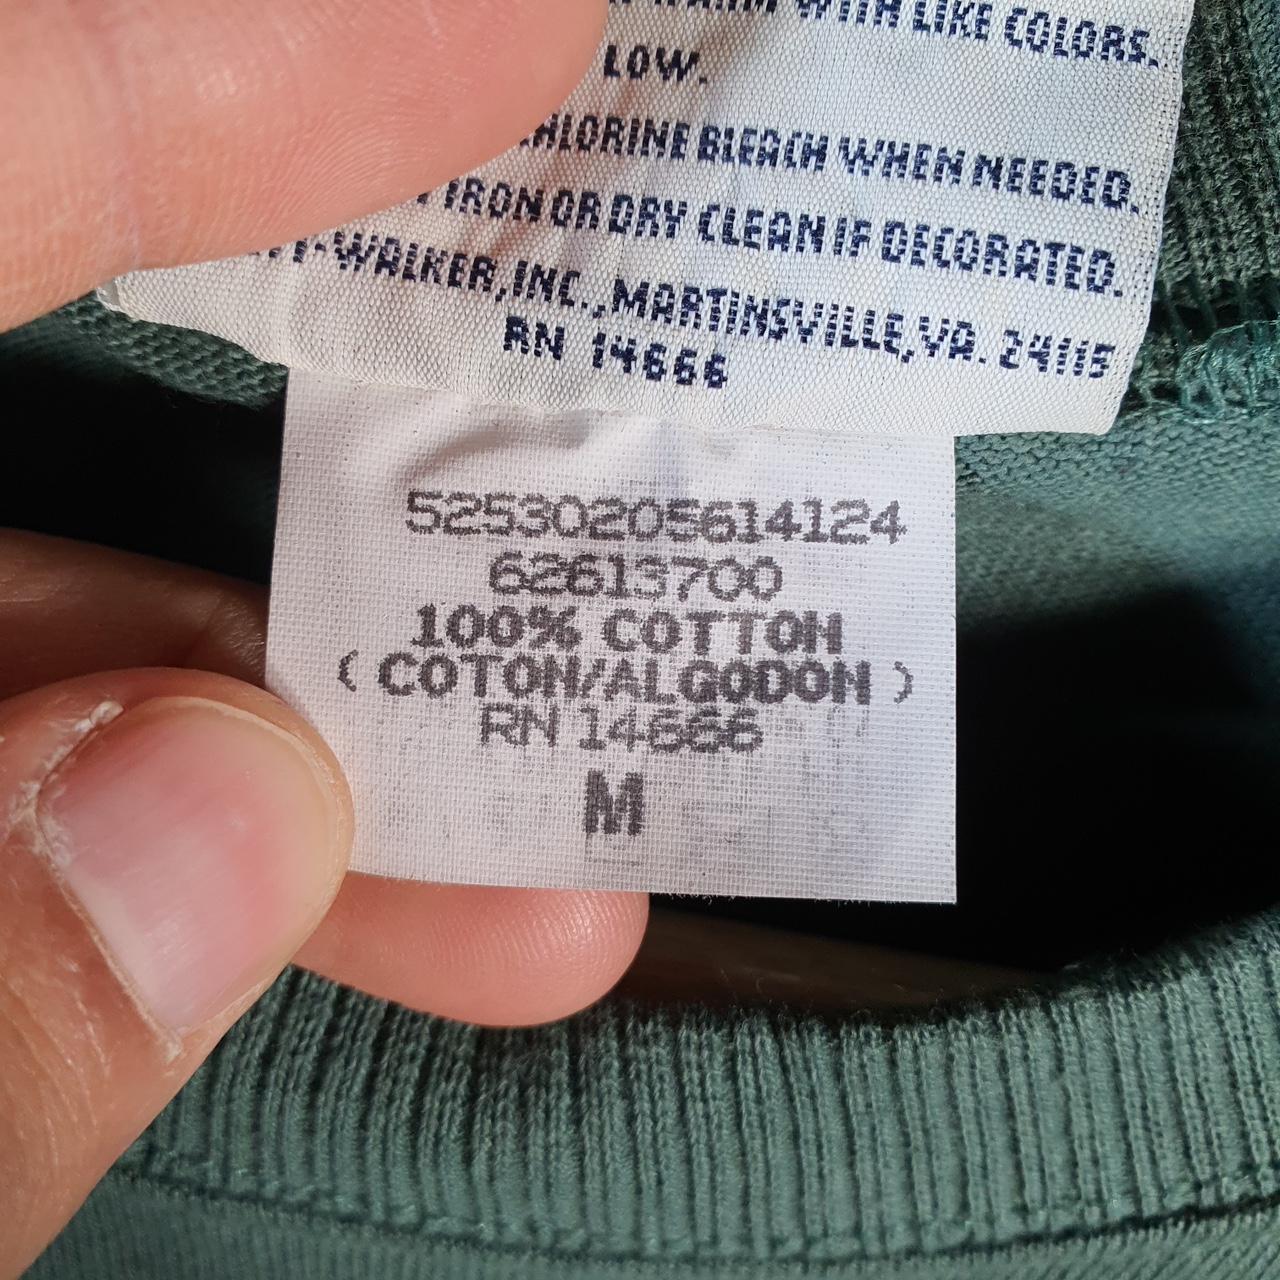 WARM WITH LIKE COLORS.
LOW.
CHLORINE BLEACH WHEN NEEDED.
IRON OR DRY CLEAN IF DECORATED.
-WALKER, INC., MARTINSVILLE, VA. 24115
RN 14666
52530205614124
62613700
100% COTTON
(COTON/ALGODON)
RN 14666
M